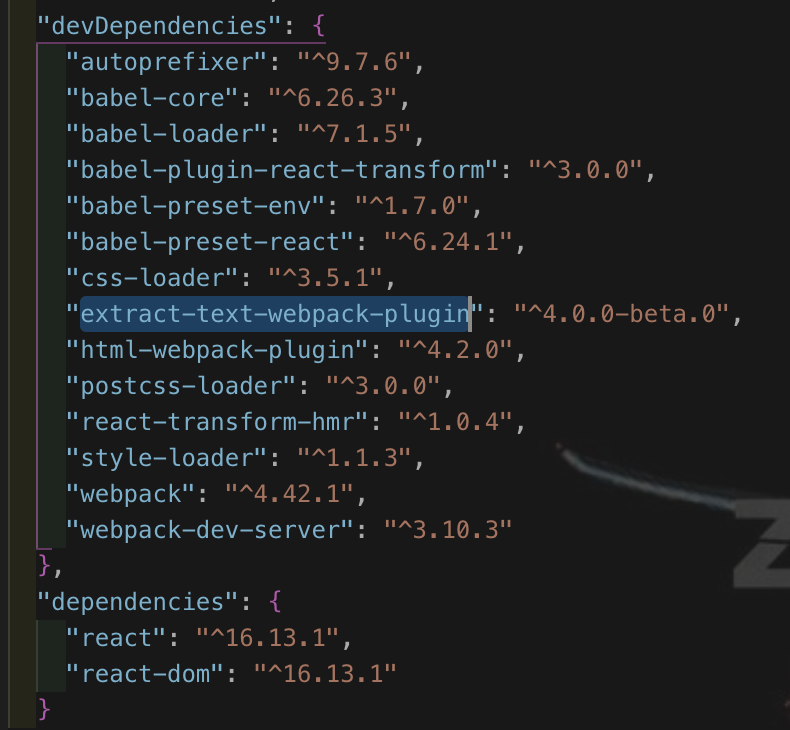 "devDependencies": {
"autoprefixer": "^9.7.6",
"babel-core": "^6.26.3",
"babel-loader": "^7.1.5",
"babel-plugin-react-transform": "^3.0.0",
"babel-preset-env": "^1.7.0",
"babel-preset-react": "^6.24.1",
"css-loader": "^3.5.1",
"extract-text-webpack-plugin": "^4.0.0-beta.0",
"html-webpack-plugin": "^4.2.0",
"postcss-loader": "^3.0.0",
"react-transform-hmr": "^1.0.4",
"style-loader": "^1.1.3",
"webpack": "^4.42.1",
"webpack-dev-server": "^3.10.3"
},
"dependencies": {
"react": "^16.13.1",
"react-dom": "^16.13.1"
}